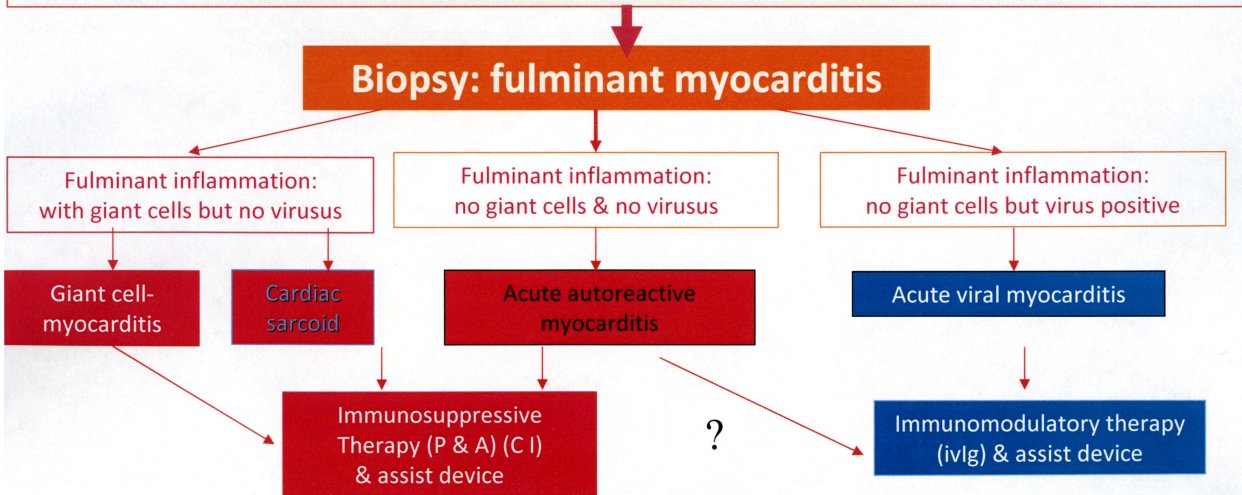 Biopsy: fulminant myocarditis
Fulminant inflammation:
with giant cells but no virusus
Fulminant inflammation:
no giant cells & no virusus
Fulminant inflammation:
no giant cells but virus positive
Giant cell-
myocarditis
Cardiac
sarcoid
Acute autoreactive
myocarditis
Acute viral myocarditis
Immunosuppressive
Therapy (P & A) (C I)
& assist device
?
Immunomodulatory therapy
(ivIg) & assist device